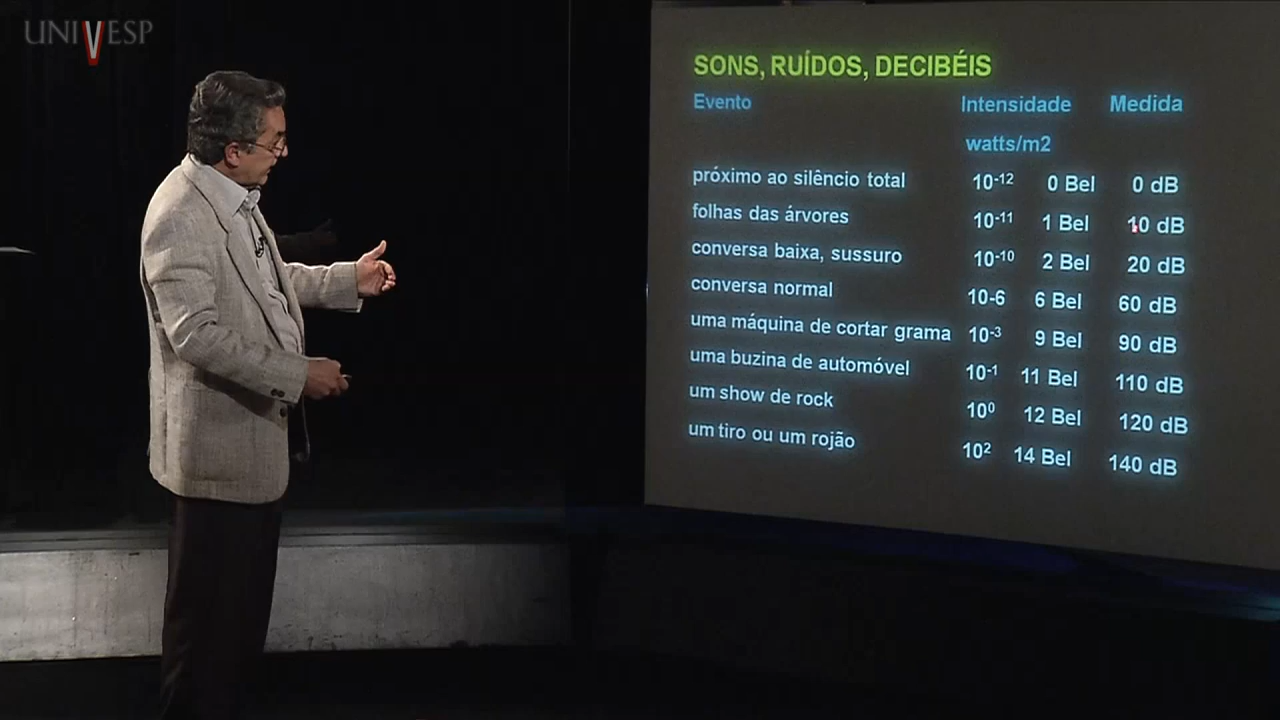 UNIVESP
SONS, RUÍDOS, DECIBÉIS
Evento Intensidade Medida
watts/m2
próximo ao silêncio total 10⁻¹² 0 Bel 0 dB
folhas das árvores 10⁻¹¹ 1 Bel 10 dB
conversa baixa, sussuro 10⁻¹⁰ 2 Bel 20 dB
conversa normal 10-6 6 Bel 60 dB
uma máquina de cortar grama 10⁻³ 9 Bel 90 dB
uma buzina de automóvel 10⁻¹ 11 Bel 110 dB
um show de rock 10⁰ 12 Bel 120 dB
um tiro ou um rojão 10² 14 Bel 140 dB